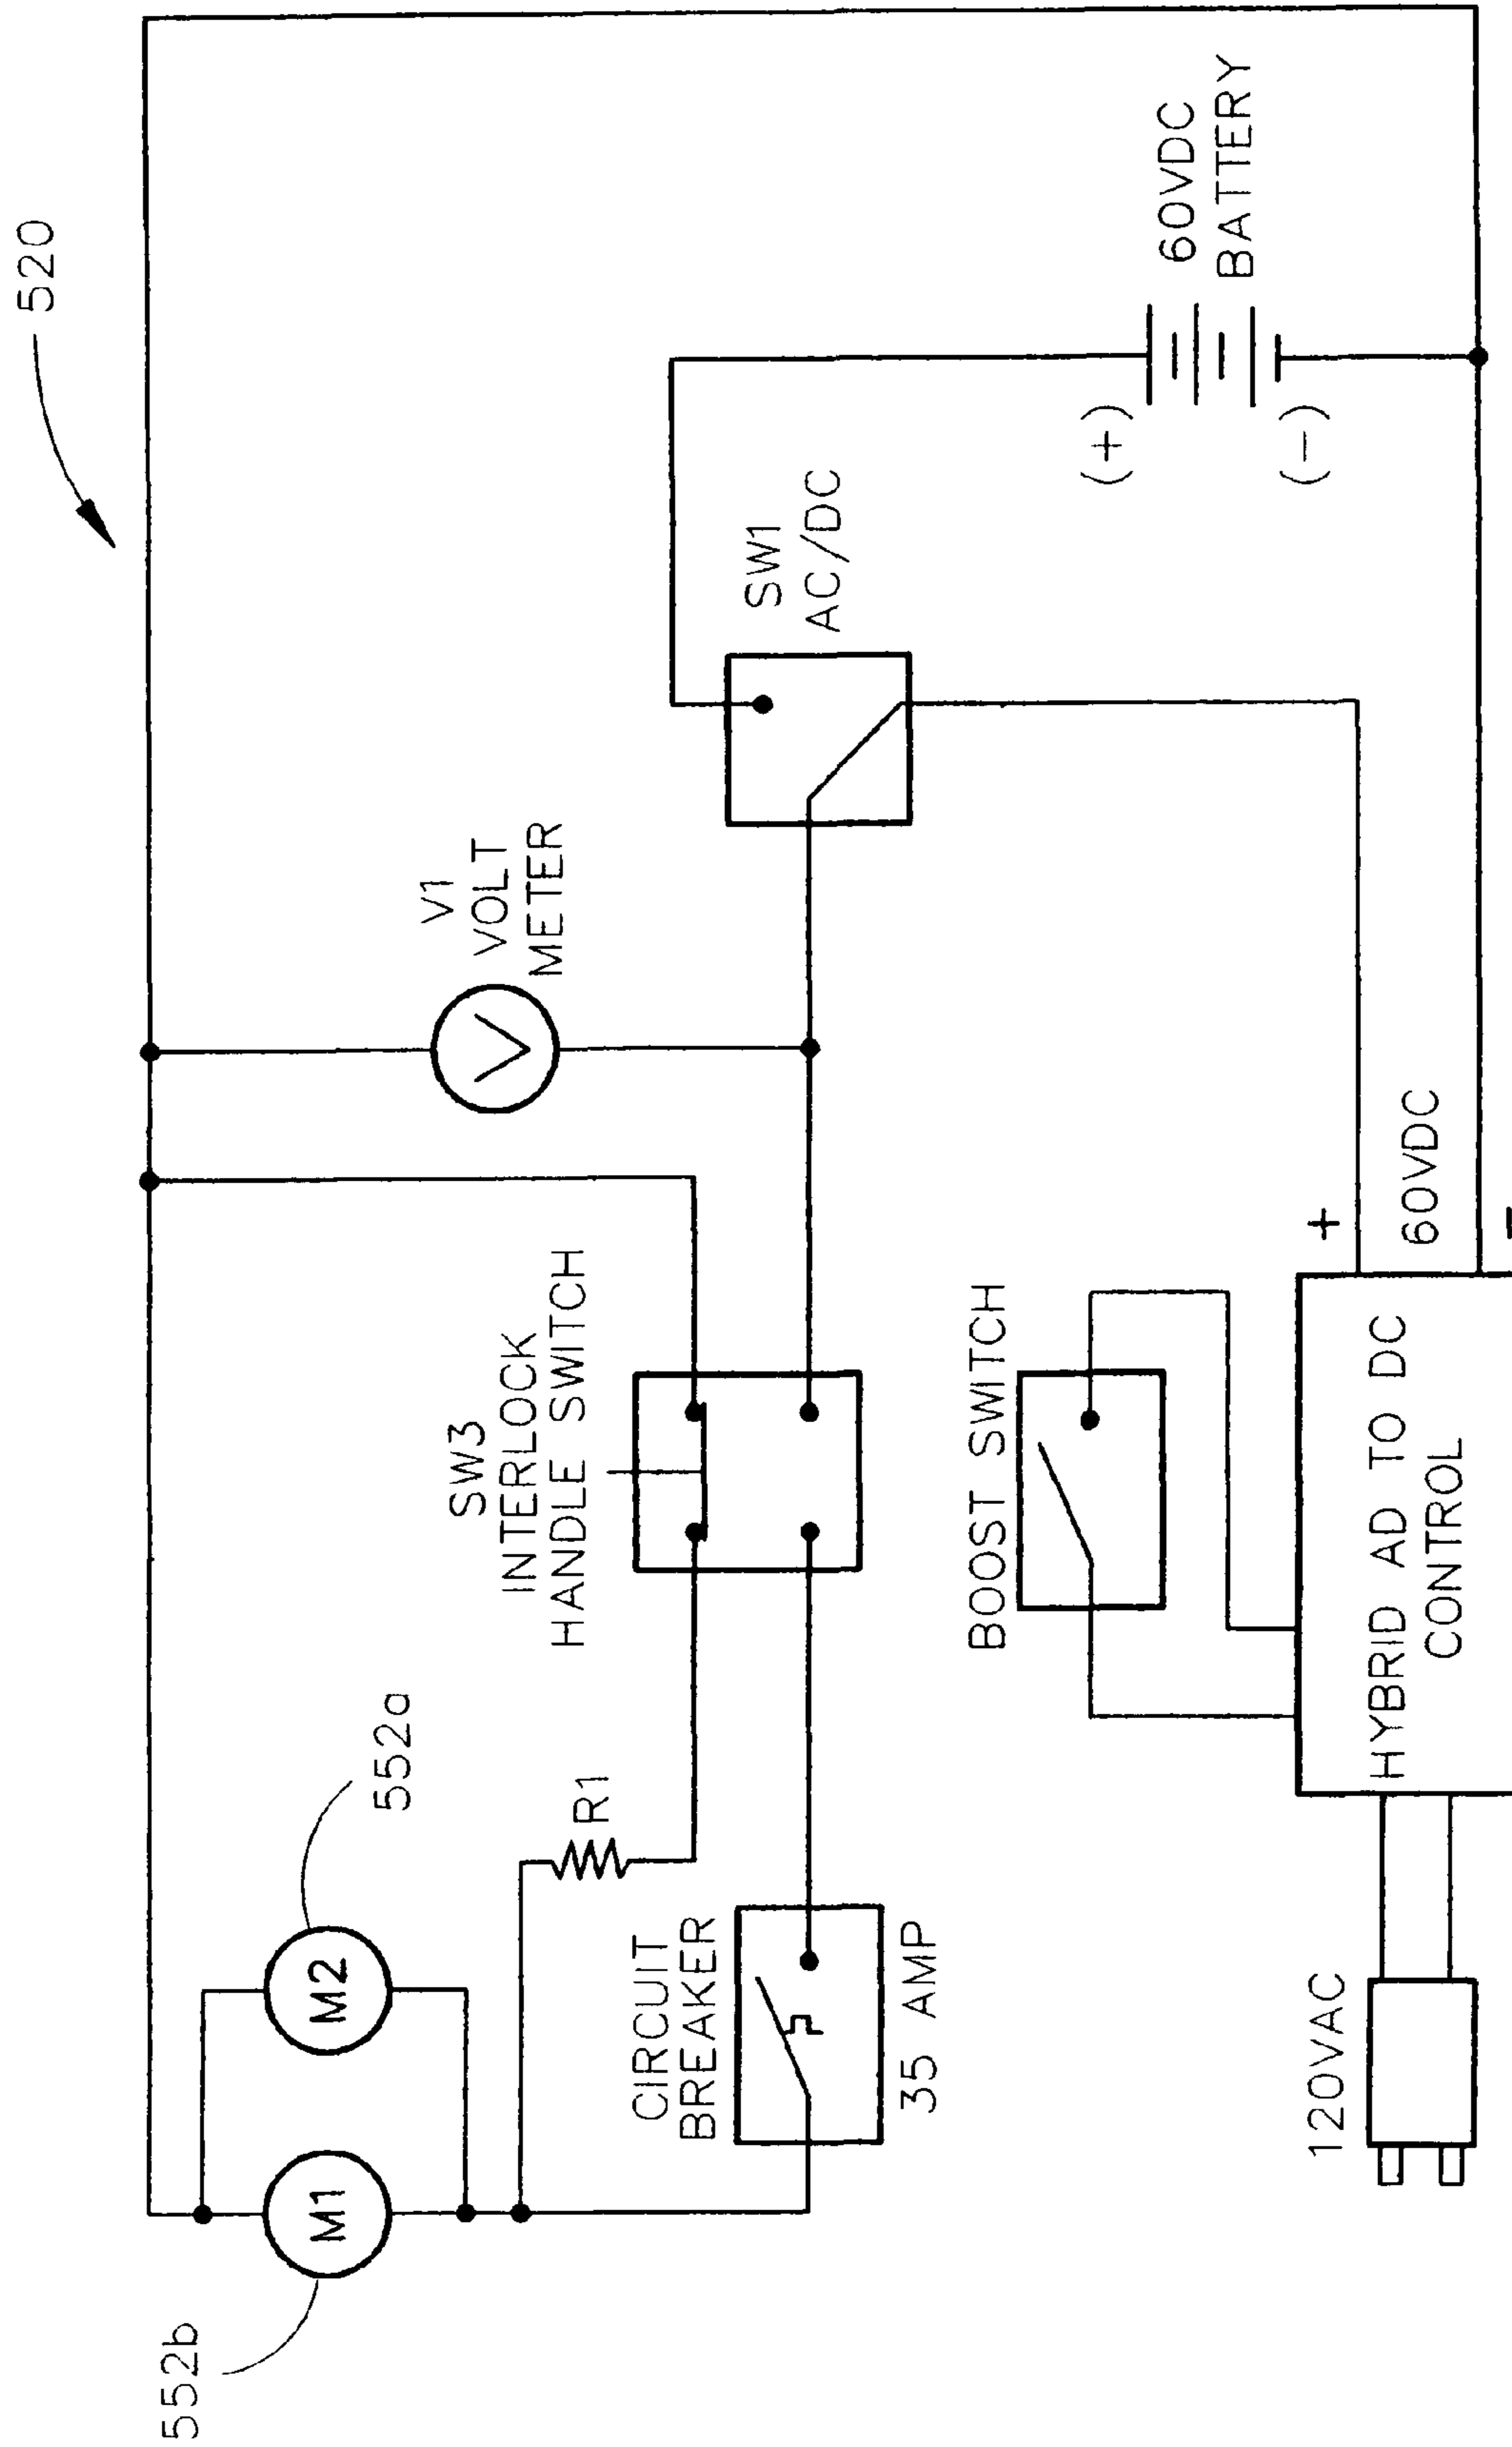 520
552b
M1
M2
552a
R1
CIRCUIT
BREAKER
35 AMP
SW3
INTERLOCK
HANDLE SWITCH
V1
VOLT
METER
V
SW1
AC/DC
60VDC
BATTERY
(+)
(-)
BOOST SWITCH
120VAC
HYBRID AD TO DC
CONTROL
+
60VDC
-